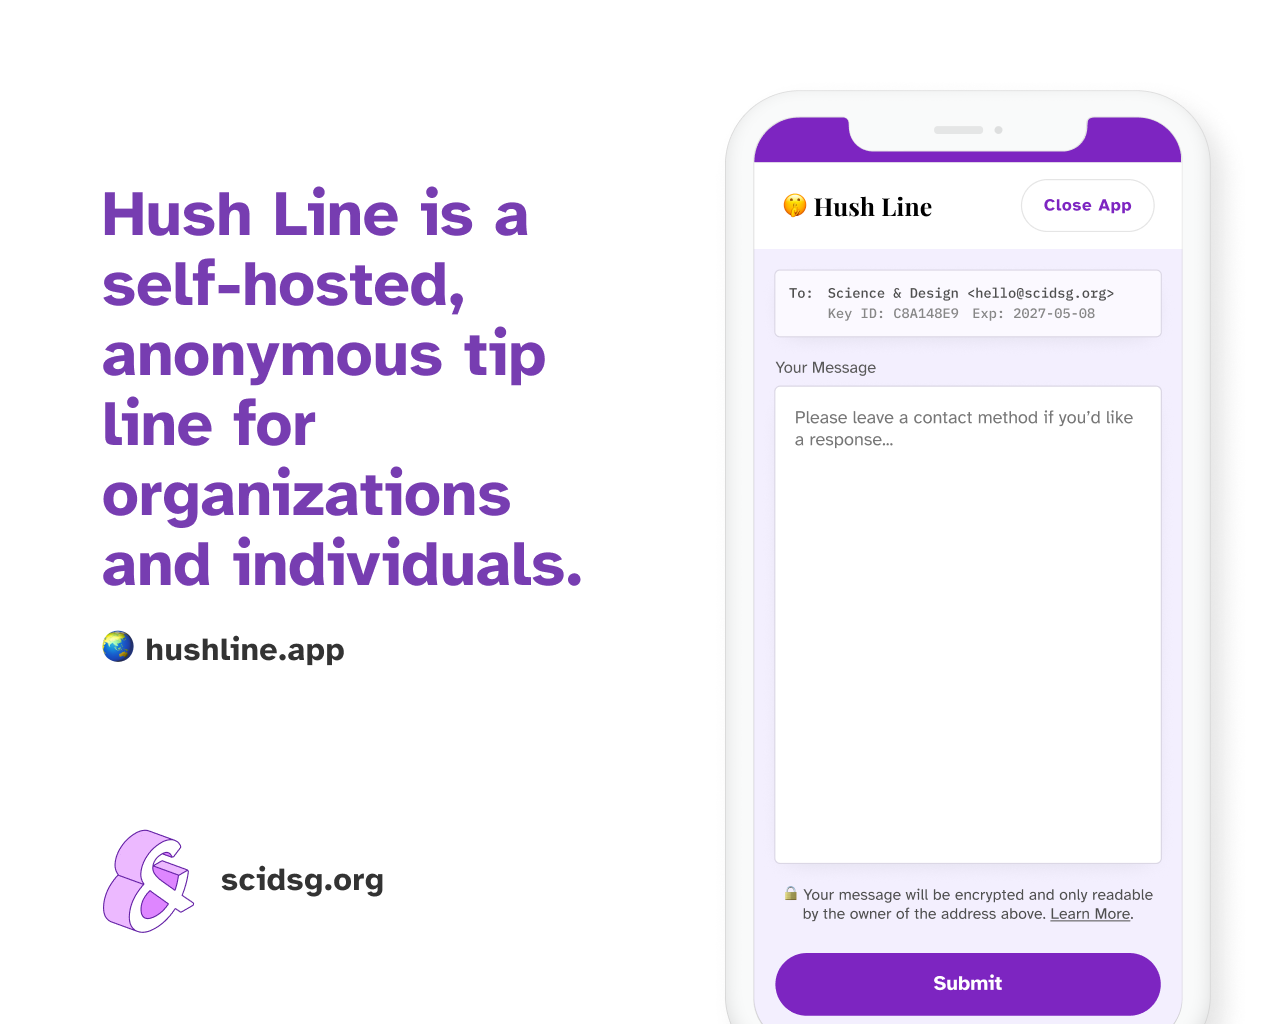 Hush Line is a
self-hosted,
anonymous tip
line for
organizations
and individuals.
🌏 hushline.app
&
scidsg.org
🤫 Hush Line
Close App
To: Science & Design <hello@scidsg.org>
Key ID: C8A148E9 Exp: 2027-05-08
Your Message
Please leave a contact method if you’d like
a response...
🔒 Your message will be encrypted and only readable
by the owner of the address above. Learn More.
Submit